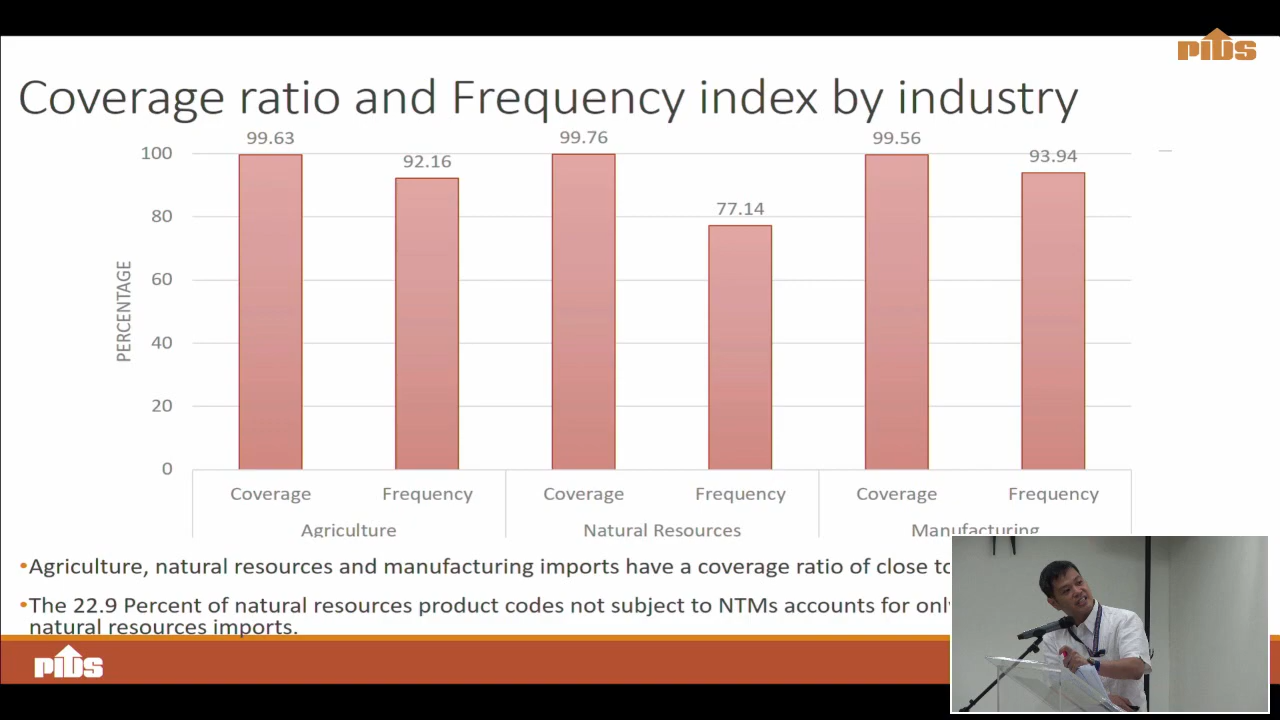 PIDS
Coverage ratio and Frequency index by industry
99.63
92.16
99.76
77.14
99.56
93.94
100
80
60
40
20
0
PERCENTAGE
Coverage
Frequency
Coverage
Frequency
Coverage
Frequency
Agriculture
Natural Resources
Manufacturing
•Agriculture, natural resources and manufacturing imports have a coverage ratio of close to
•The 22.9 Percent of natural resources product codes not subject to NTMs accounts for
natural resources imports.
PIDS